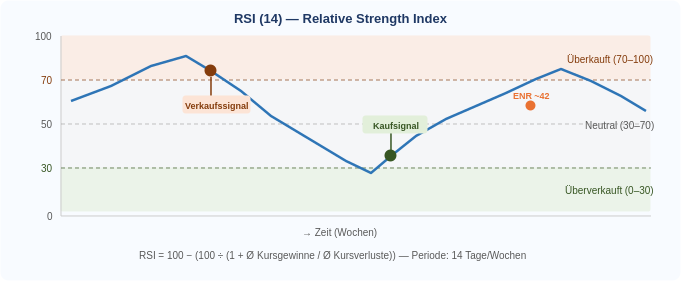 RSI (14) — Relative Strength Index
100
Überkauft (70–100)
70
ENR ~42
Verkaufssignal
50
Kaufsignal
Neutral (30–70)
30
Überverkauft (0–30)
0
→ Zeit (Wochen)
RSI = 100 − (100 ÷ (1 + Ø Kursgewinne / Ø Kursverluste)) — Periode: 14 Tage/Wochen